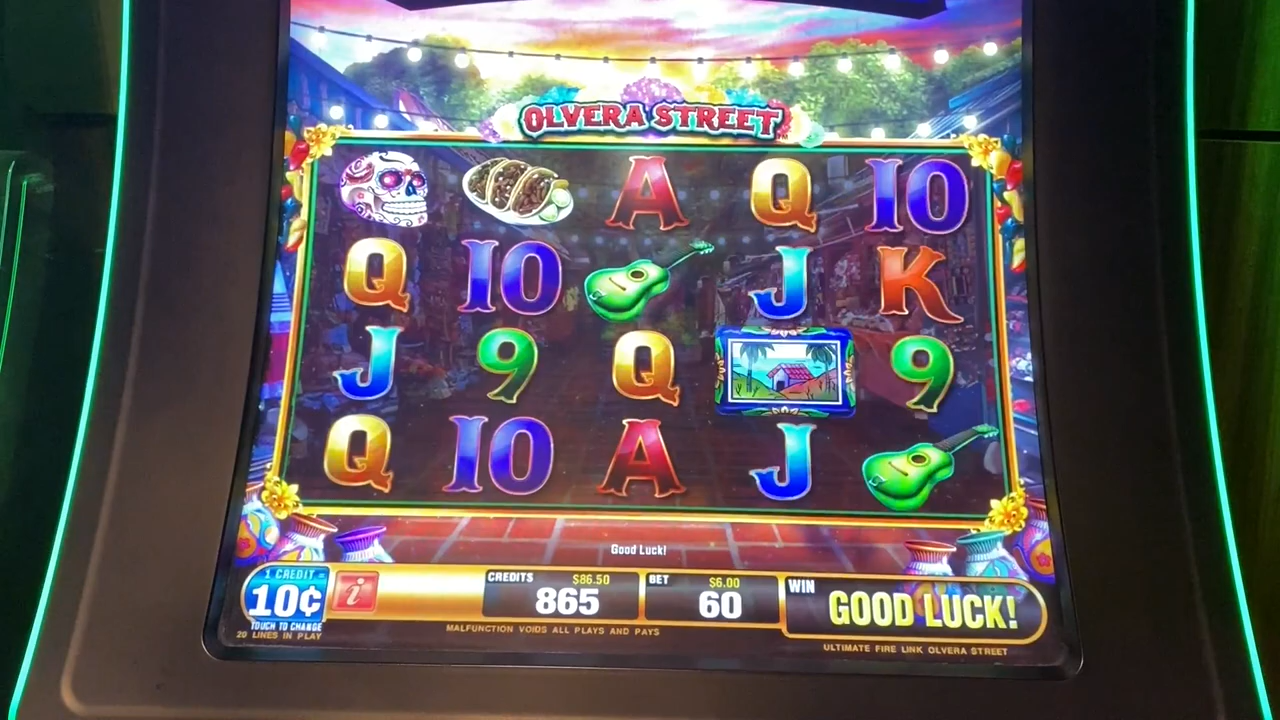 OLVERA STREET
A Q 10
Q 10 J K
J 9 Q 9
Q 10 A J
Good Luck!
1 CREDIT =
10¢
TOUCH TO CHANGE
20 LINES IN PLAY
i
CREDITS $86.50
865
BET $6.00
60
WIN
GOOD LUCK!
MALFUNCTION VOIDS ALL PLAYS AND PAYS
ULTIMATE FIRE LINK OLVERA STREET